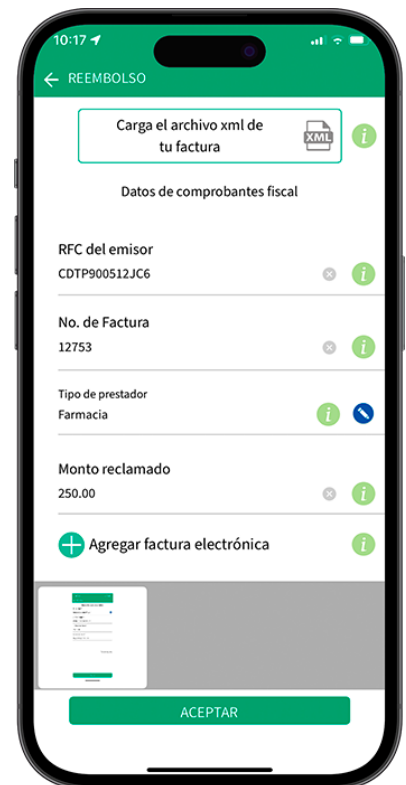 10:17
REEMBOLSO
Carga el archivo xml de
tu factura
XML
i
Datos de comprobantes fiscal
RFC del emisor
CDTP900512JC6
i
No. de Factura
12753
i
Tipo de prestador
Farmacia
i
Monto reclamado
250.00
i
Agregar factura electrónica
i
ACEPTAR